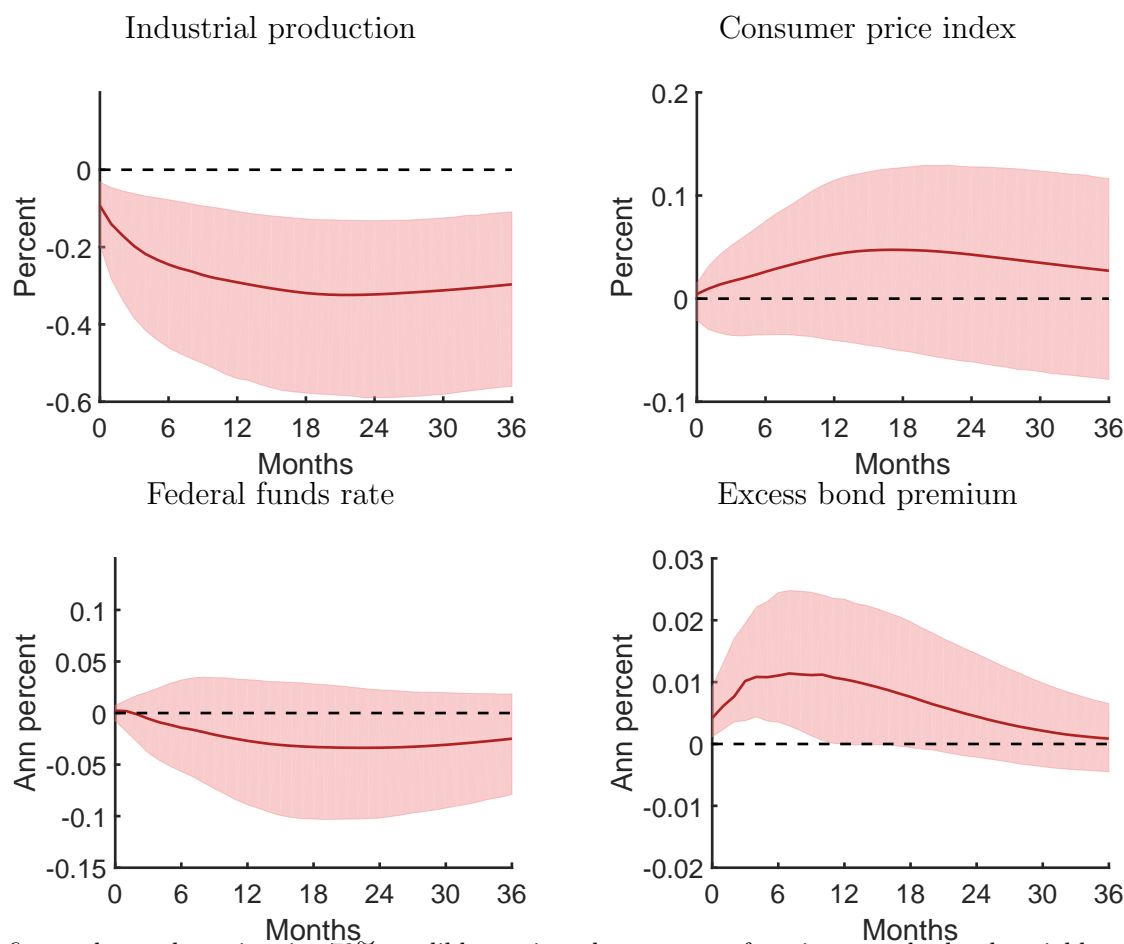 Industrial production
Consumer price index
Percent
0
-0.2
-0.4
-0.6
0 6 12 18 24 30 36
Months
Percent
0.2
0.1
0
-0.1
0 6 12 18 24 30 36
Months
Federal funds rate
Excess bond premium
Ann percent
0.1
0.05
0
-0.05
-0.1
-0.15
0 6 12 18 24 30 36
Months
Ann percent
0.03
0.02
0.01
0
-0.01
-0.02
0 6 12 18 24 30 36
Months